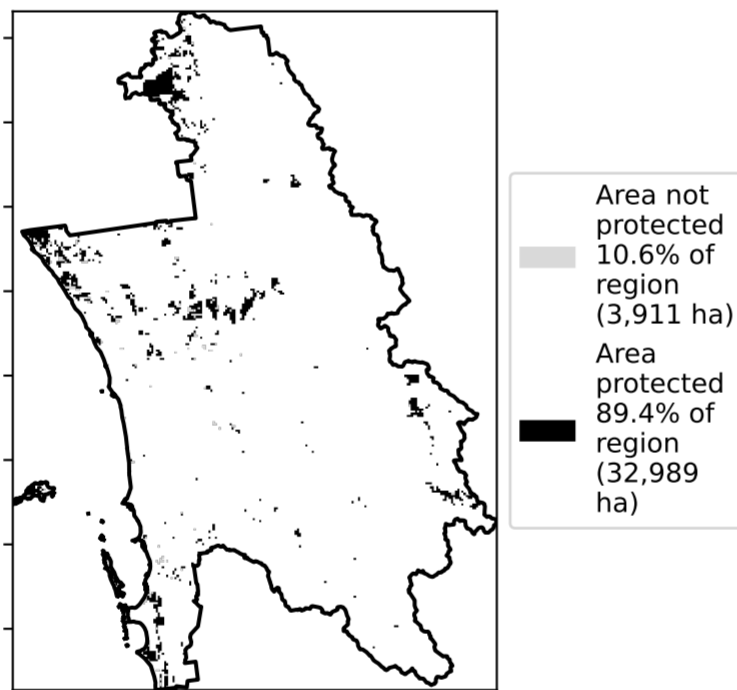 Area not
protected
10.6% of
region
(3,911 ha)
Area
protected
89.4% of
region
(32,989
ha)